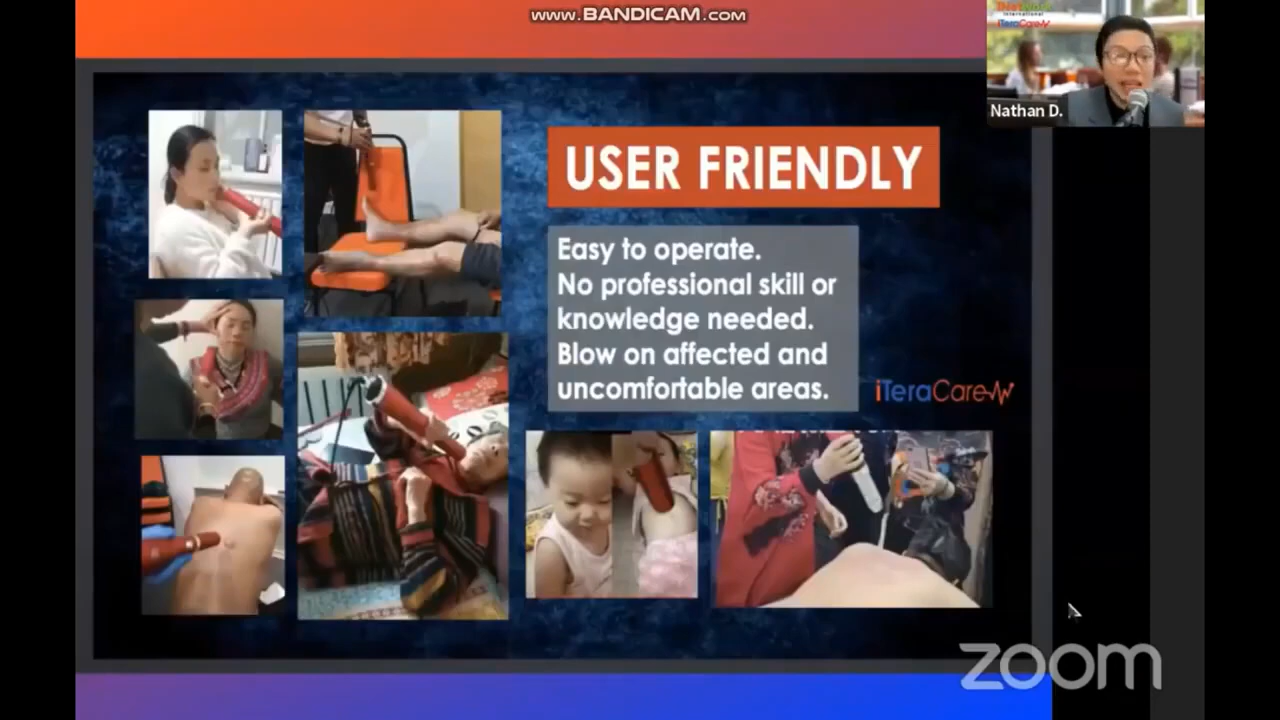 www.BANDICAM.com
iTeraCare
Nathan D.
USER FRIENDLY
Easy to operate.
No professional skill or
knowledge needed.
Blow on affected and
uncomfortable areas.
iTeraCare
zoom